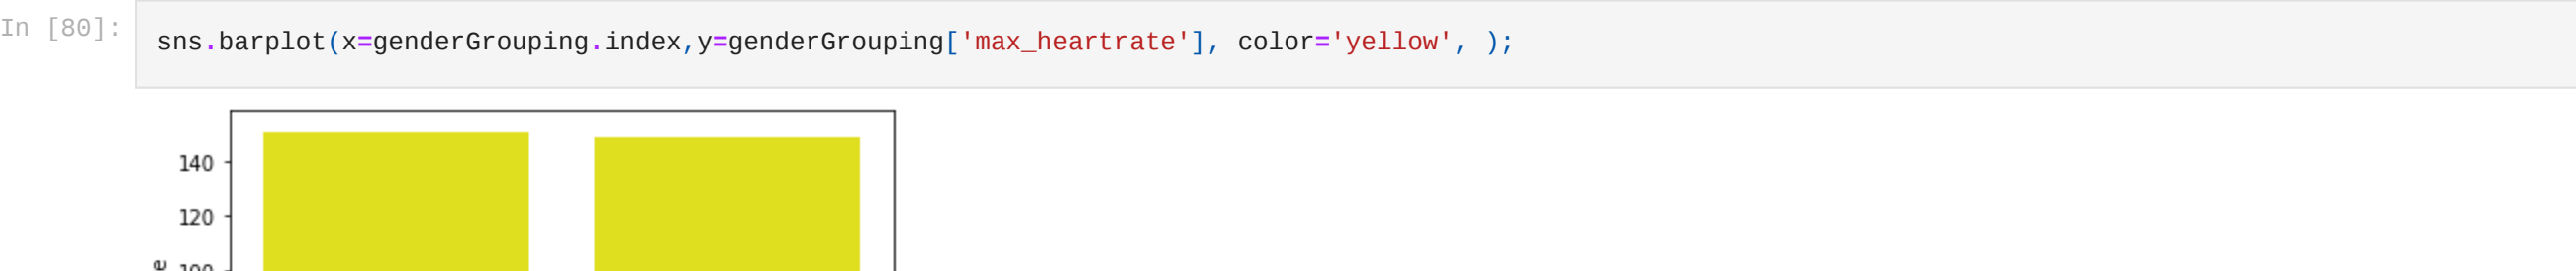 In [80]:
sns.barplot(x=genderGrouping.index,y=genderGrouping['max_heartrate'], color='yellow', );
140
120